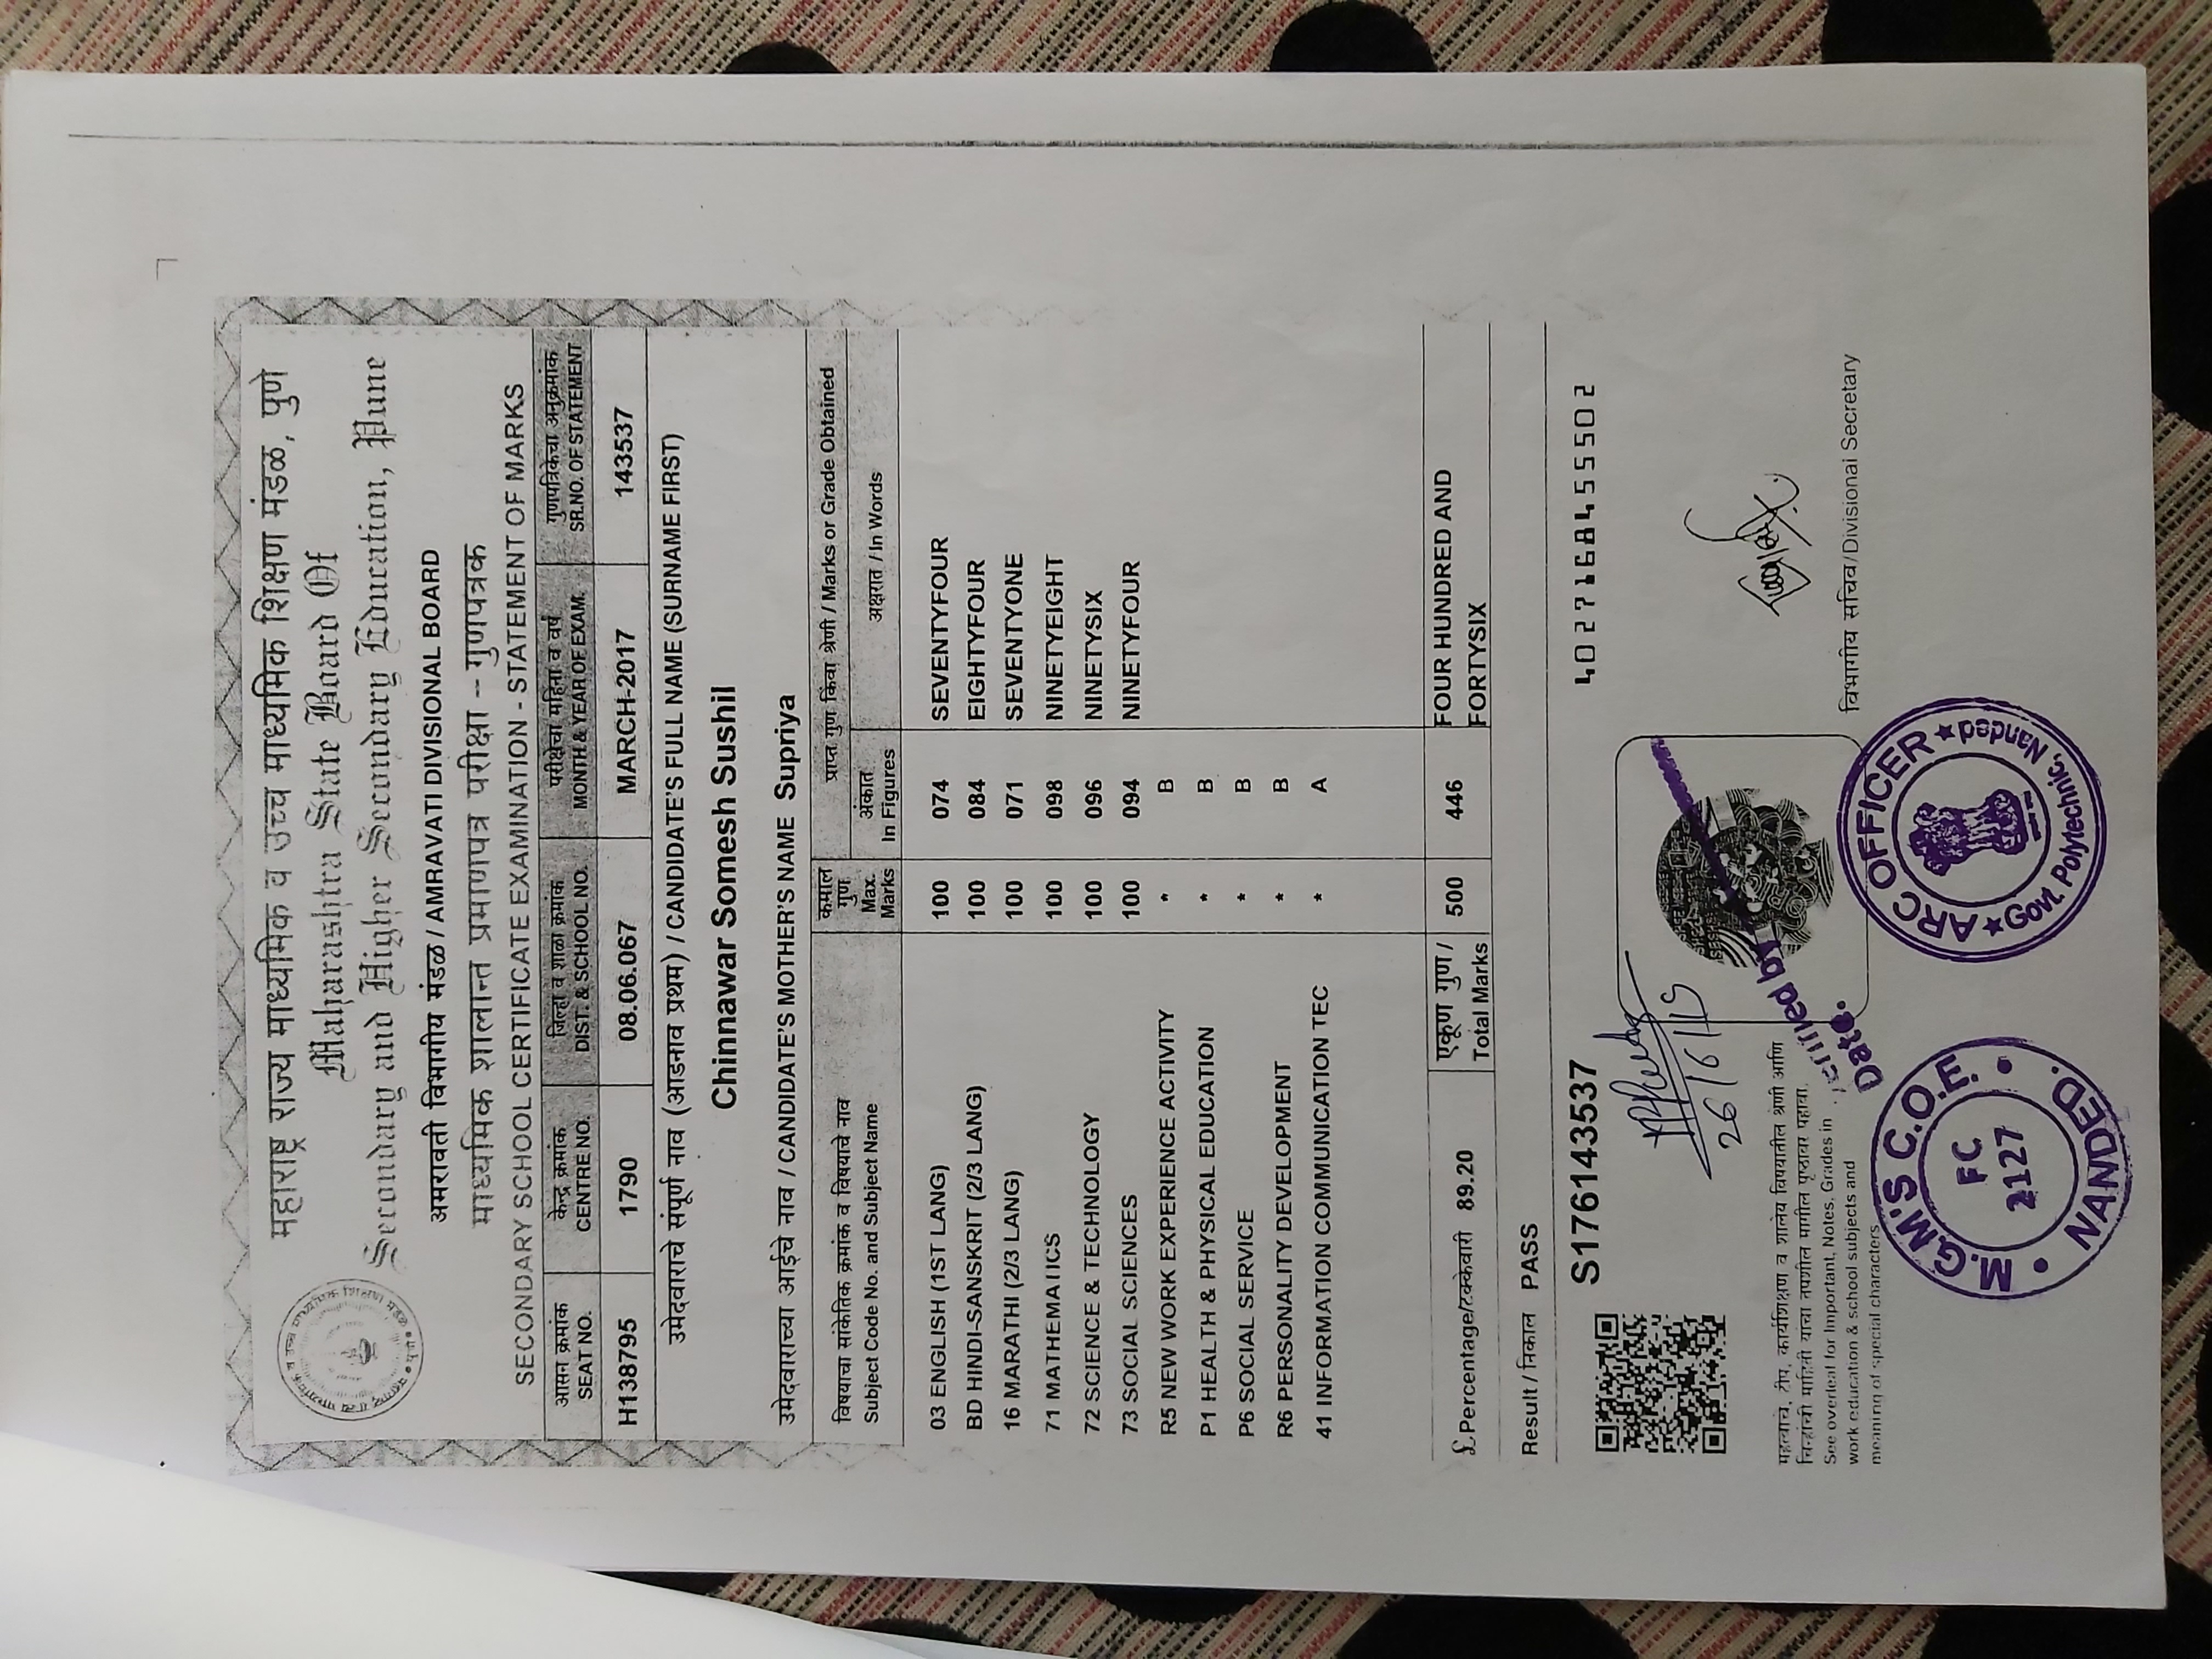 महाराष्ट्र राज्य माध्यमिक व उच्च माध्यमिक शिक्षण मंडळ, पुणे
Maharashtra State Board Of
Secondary and Higher Secondary Education, Pune
अमरावती विभागीय मंडळ / AMRAVATI DIVISIONAL BOARD
माध्यमिक शालान्त प्रमाणपत्र परीक्षा – गुणपत्रक
SECONDARY SCHOOL CERTIFICATE EXAMINATION - STATEMENT OF MARKS
आसन क्रमांक केन्द्र क्रमांक जिल्हा व शाळा क्रमांक परीक्षेचा महिना व वर्ष गुणपत्रिकेचा अनुक्रमांक
SEAT NO. CENTRE NO. DIST. & SCHOOL NO. MONTH & YEAR OF EXAM. SR.NO. OF STATEMENT
H138795 1790 08.06.067 MARCH-2017 143537
उमेदवाराचे संपूर्ण नाव (आडनाव प्रथम) / CANDIDATE'S FULL NAME (SURNAME FIRST)
Chinnawar Somesh Sushil
उमेदवाराच्या आईचे नाव / CANDIDATE'S MOTHER'S NAME Supriya
विषयाचा सांकेतिक क्रमांक व विषयाचे नाव
Subject Code No. and Subject Name
कमाल
गुण
Max.
Marks
प्राप्त गुण किंवा श्रेणी / Marks or Grade Obtained
अंकात
In Figures
अक्षरात / In Words
03 ENGLISH (1ST LANG) 100 074 SEVENTYFOUR
BD HINDI-SANSKRIT (2/3 LANG) 100 084 EIGHTYFOUR
16 MARATHI (2/3 LANG) 100 071 SEVENTYONE
71 MATHEMATICS 100 098 NINETYEIGHT
72 SCIENCE & TECHNOLOGY 100 096 NINETYSIX
73 SOCIAL SCIENCES 100 094 NINETYFOUR
R5 NEW WORK EXPERIENCE ACTIVITY * B
P1 HEALTH & PHYSICAL EDUCATION * B
P6 SOCIAL SERVICE * B
R6 PERSONALITY DEVELOPMENT * B
41 INFORMATION COMMUNICATION TEC * A
£ Percentage/टक्केवारी 89.20
एकूण गुण /
Total Marks
500 446
FOUR HUNDRED AND
FORTYSIX
Result / निकाल PASS
S176143537
4027168455502
26/6/19
महत्वाचे, टीप, कार्यशिक्षण व शालेय विषयातील श्रेणी आणि
चिन्हांची माहिती यांचा तपशील मागील पृष्ठावर पहावा.
See overleaf for Important, Notes, Grades in
work education & school subjects and
meaning of special characters
Verified by
Date.
विभागीय सचिव/Divisional Secretary
M.G.M'S C.O.E.
FC
2127
NANDED.
ARC OFFICER
Govt. Polytechnic, Nanded